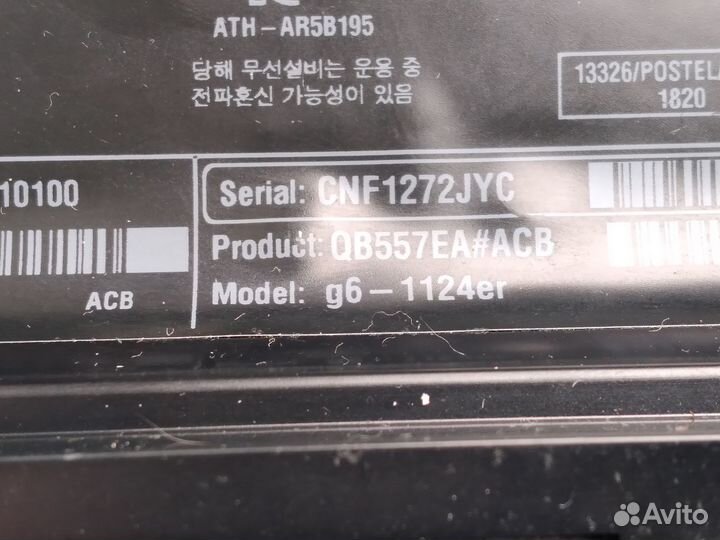 ATH-AR5B195
당해 무선설비는 운용 중
전파혼신 가능성이 있음
13326/POSTEL/
1820
10100
ACB
Serial: CNF1272JYC
Product: QB557EA#ACB
Model: g6-1124er
Avito